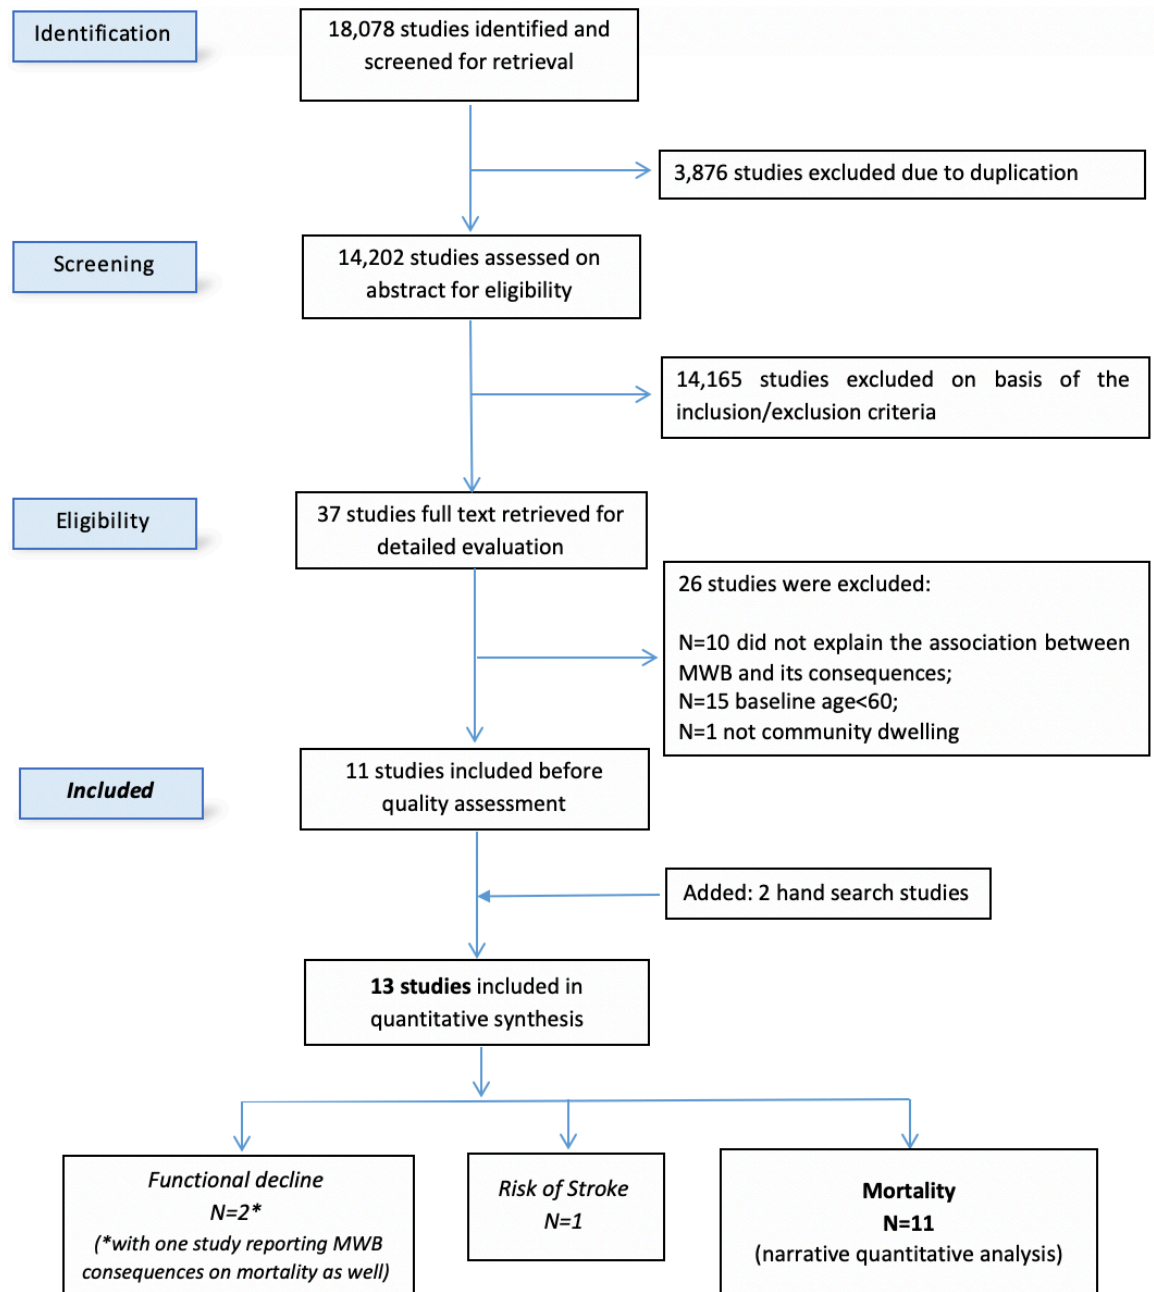 Identification
18,078 studies identified and
screened for retrieval
3,876 studies excluded due to duplication
Screening
14,202 studies assessed on
abstract for eligibility
14,165 studies excluded on basis of the
inclusion/exclusion criteria
Eligibility
37 studies full text retrieved for
detailed evaluation
26 studies were excluded:
N=10 did not explain the association between
MWB and its consequences;
N=15 baseline age<60;
N=1 not community dwelling
Included
11 studies included before
quality assessment
Added: 2 hand search studies
13 studies included in
quantitative synthesis
Functional decline
N=2*
(*with one study reporting MWB
consequences on mortality as well)
Risk of Stroke
N=1
Mortality
N=11
(narrative quantitative analysis)